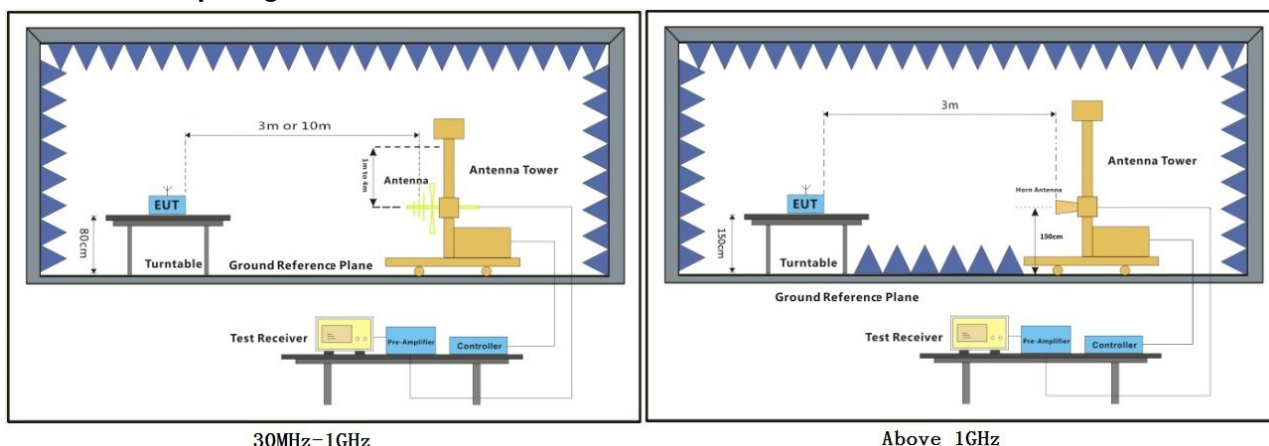 3m or 10m
1m to 4m
Antenna
Antenna Tower
EUT
80cm
Turntable
Ground Reference Plane
Test Receiver
Pre-Amplifier
Controller
30MHz-1GHz
3m
Antenna Tower
Horn Antenna
EUT
150cm
150cm
Turntable
Ground Reference Plane
Test Receiver
Pre-Amplifier
Controller
Above 1GHz